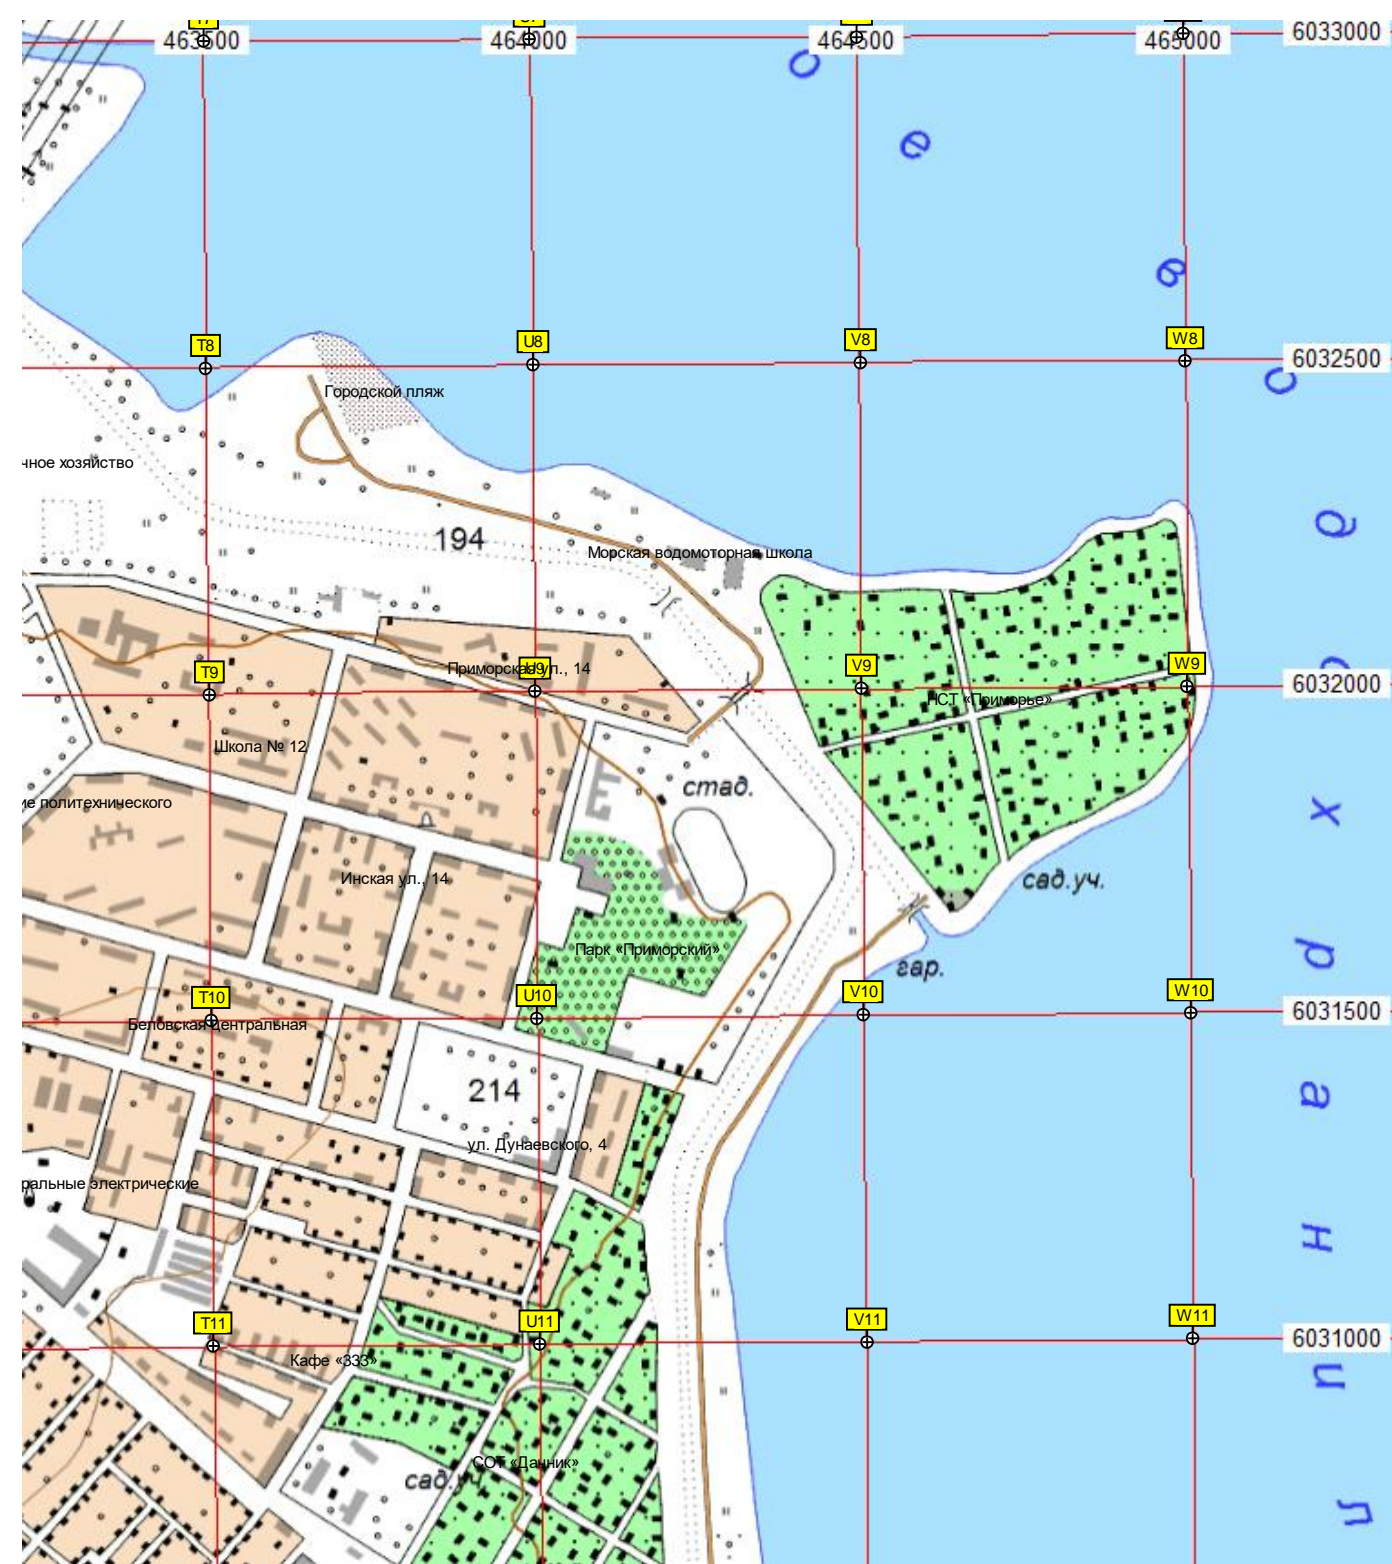 463500
464000
464500
465000
6033000
о
е
в
T8
U8
V8
W8
6032500
Городской пляж
чное хозяйство
194
Морская водомоторная школа
д
T9
Приморская ул., 14
U9
V9
W9
6032000
НСТ «Приморье»
Школа № 12
стад.
ие политехнического
х
Инская ул., 14
сад.уч.
Парк «Приморский»
р
гар.
T10
U10
V10
W10
6031500
Беловская центральная
214
а
ул. Дунаевского, 4
ральные электрические
н
T11
U11
V11
W11
6031000
Кафе «333»
и
СОТ «Дачник»
сад.уч.
л